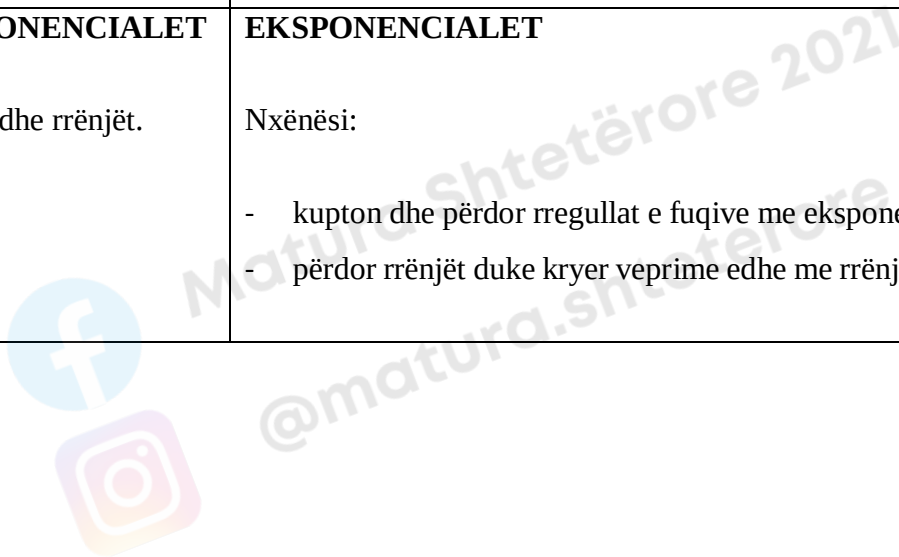 ONENCIALET
EKSPONENCIALET
dhe rrënjët.
Nxënësi:
- kupton dhe përdor rregullat e fuqive me ekspone
- përdor rrënjët duke kryer veprime edhe me rrënj
Matura Shtetërore 2021
@matura.shteterore